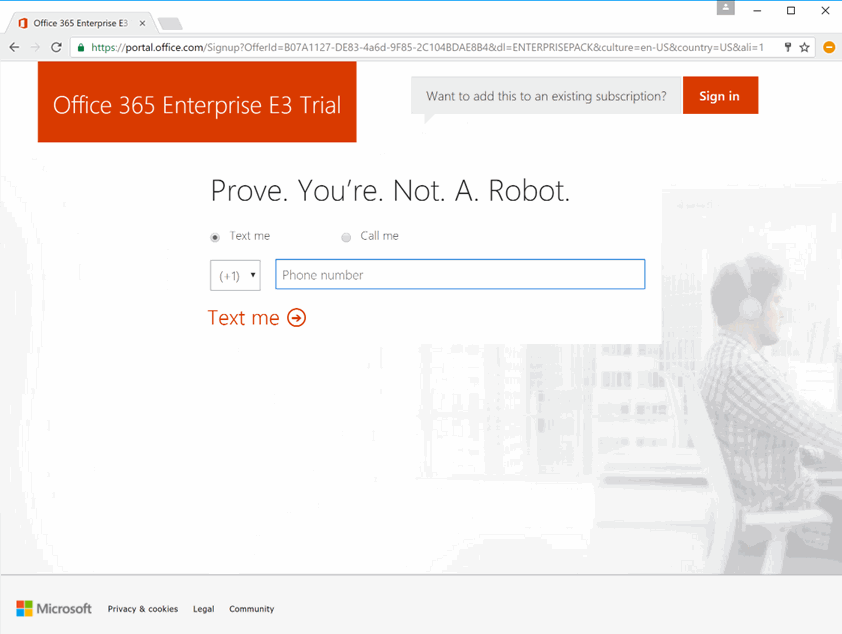 Office 365 Enterprise E3
https://portal.office.com/Signup?OfferId=B07A1127-DE83-4a6d-9F85-2C104BDAE8B4&dl=ENTERPRISEPACK&culture=en-US&country=US&ali=1
Office 365 Enterprise E3 Trial
Want to add this to an existing subscription?
Sign in
Prove. You're. Not. A. Robot.
Text me
Call me
(+1)
Phone number
Text me
Microsoft
Privacy & cookies
Legal
Community